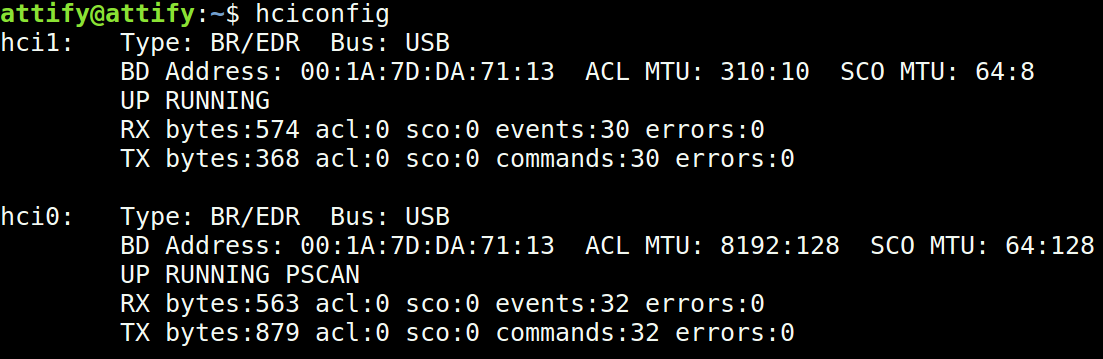 attify@attify:~$ hciconfig
hci1:   Type: BR/EDR  Bus: USB
        BD Address: 00:1A:7D:DA:71:13  ACL MTU: 310:10  SCO MTU: 64:8
        UP RUNNING
        RX bytes:574 acl:0 sco:0 events:30 errors:0
        TX bytes:368 acl:0 sco:0 commands:30 errors:0

hci0:   Type: BR/EDR  Bus: USB
        BD Address: 00:1A:7D:DA:71:13  ACL MTU: 8192:128  SCO MTU: 64:128
        UP RUNNING PSCAN
        RX bytes:563 acl:0 sco:0 events:32 errors:0
        TX bytes:879 acl:0 sco:0 commands:32 errors:0